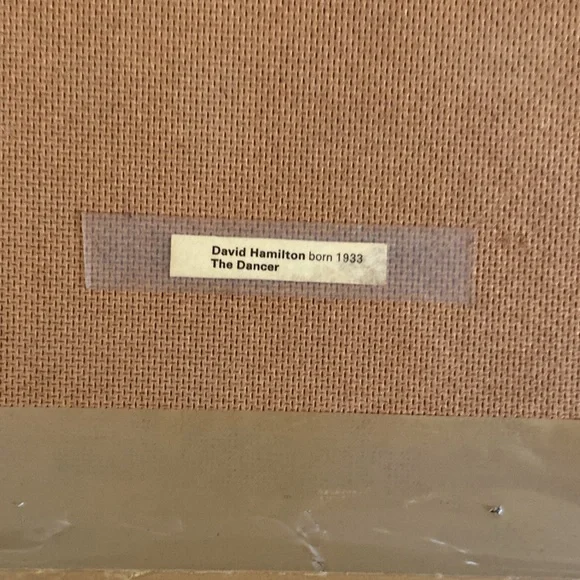 David Hamilton born 1933
The Dancer